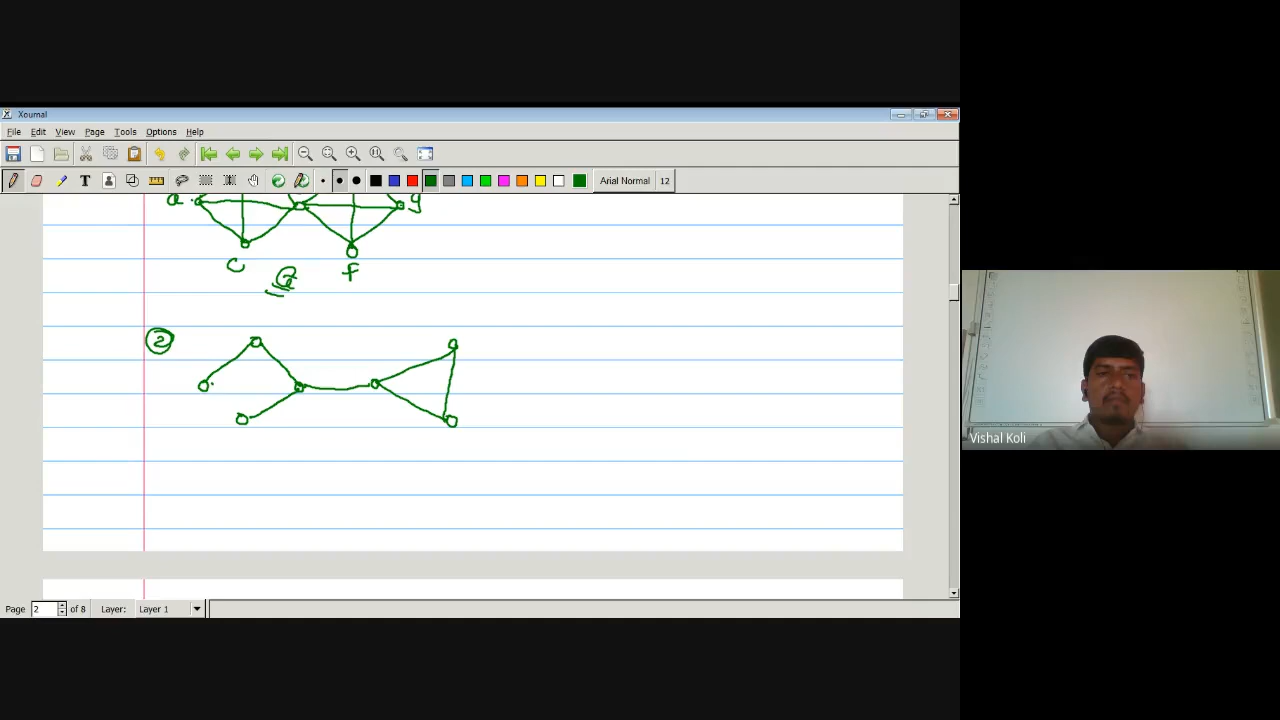 Xournal
File Edit View Page Tools Options Help
T Arial Normal 12
a g
c f
G
2
Vishal Koli
Page 2 of 8 Layer: Layer 1